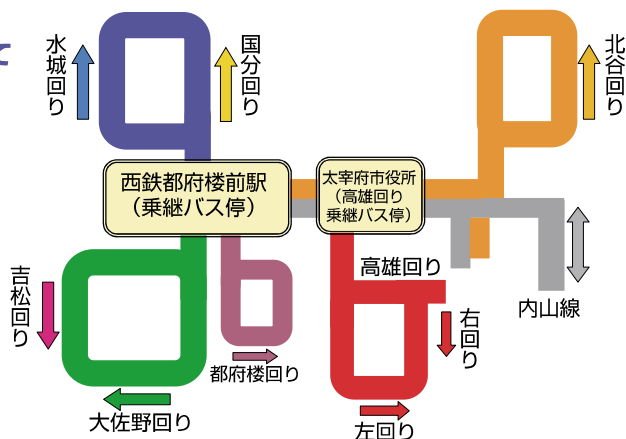 水城回り
国分回り
北谷回り
西鉄都府楼前駅
（乗継バス停）
太宰府市役所
（高雄回り
乗継バス停）
吉松回り
高雄回り
右回り
内山線
都府楼回り
大佐野回り
左回り